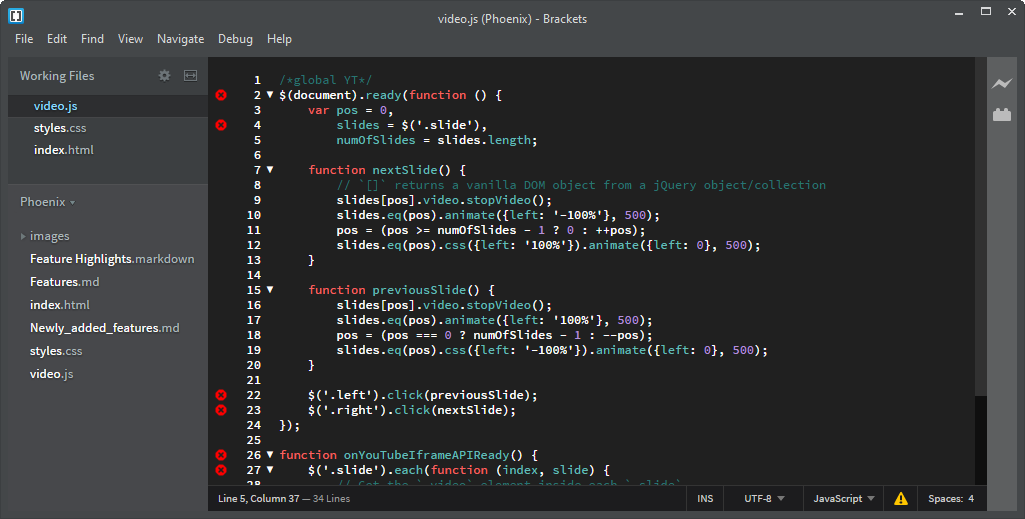 video.js (Phoenix) - Brackets
File Edit Find View Navigate Debug Help
Working Files
video.js
styles.css
index.html
Phoenix
images
Feature Highlights.markdown
Features.md
index.html
Newly_added_features.md
styles.css
video.js
1 /*global YT*/
2 $(document).ready(function () {
3     var pos = 0,
4         slides = $('.slide'),
5         numOfSlides = slides.length;
6
7     function nextSlide() {
8         // `[]` returns a vanilla DOM object from a jQuery object/collection
9         slides[pos].video.stopVideo();
10         slides.eq(pos).animate({left: '-100%'}, 500);
11         pos = (pos >= numOfSlides - 1 ? 0 : ++pos);
12         slides.eq(pos).css({left: '100%'}).animate({left: 0}, 500);
13     }
14
15     function previousSlide() {
16         slides[pos].video.stopVideo();
17         slides.eq(pos).animate({left: '100%'}, 500);
18         pos = (pos === 0 ? numOfSlides - 1 : --pos);
19         slides.eq(pos).css({left: '-100%'}).animate({left: 0}, 500);
20     }
21
22     $('.left').click(previousSlide);
23     $('.right').click(nextSlide);
24 });
25
26 function onYouTubeIframeAPIReady() {
27     $('.slide').each(function (index, slide) {
28         // Get the `.video` element inside each `.slide`
Line 5, Column 37 — 34 Lines
INS UTF-8 JavaScript Spaces: 4